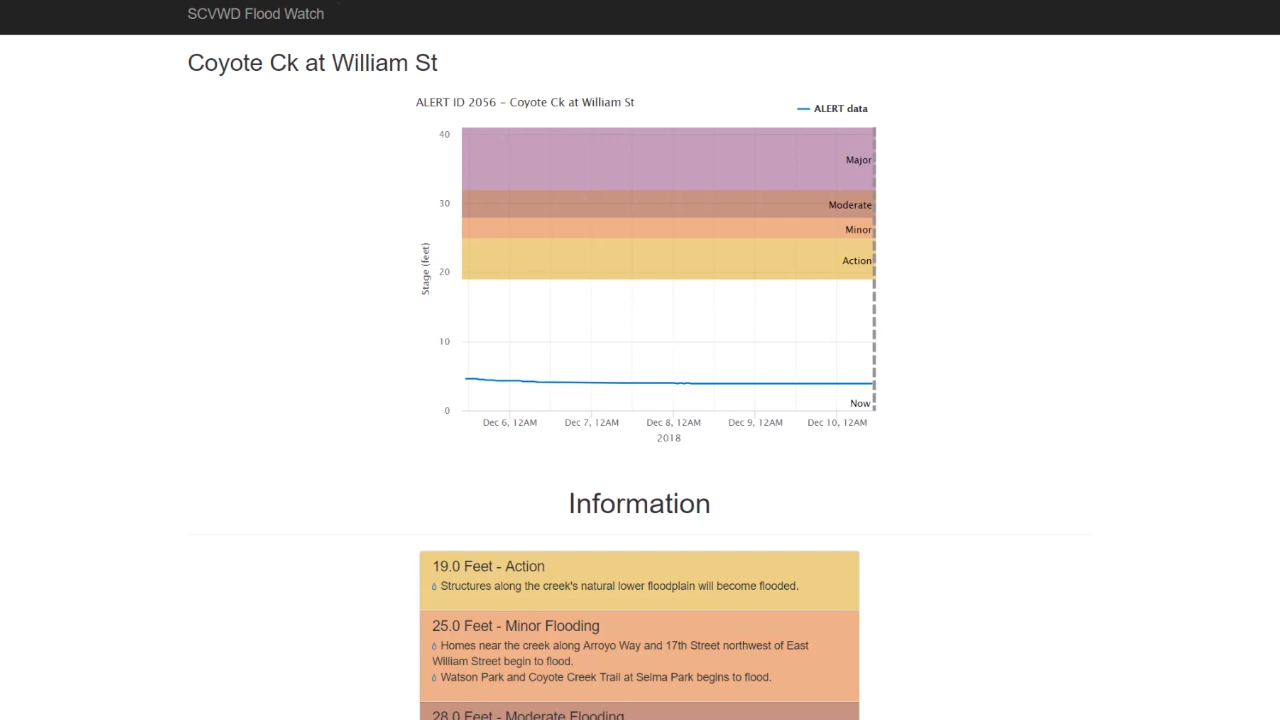 SCVWD Flood Watch
Coyote Ck at William St
ALERT ID 2056 - Coyote Ck at William St
ALERT data
40
Major
30
Moderate
Minor
Action
20
Stage (feet)
10
0
Now
Dec 6, 12AM
Dec 7, 12AM
Dec 8, 12AM
Dec 9, 12AM
Dec 10, 12AM
2018
Information
19.0 Feet - Action
Structures along the creek's natural lower floodplain will become flooded.
25.0 Feet - Minor Flooding
Homes near the creek along Arroyo Way and 17th Street northwest of East
William Street begin to flood.
Watson Park and Coyote Creek Trail at Selma Park begins to flood.
28.0 Feet - Moderate Flooding